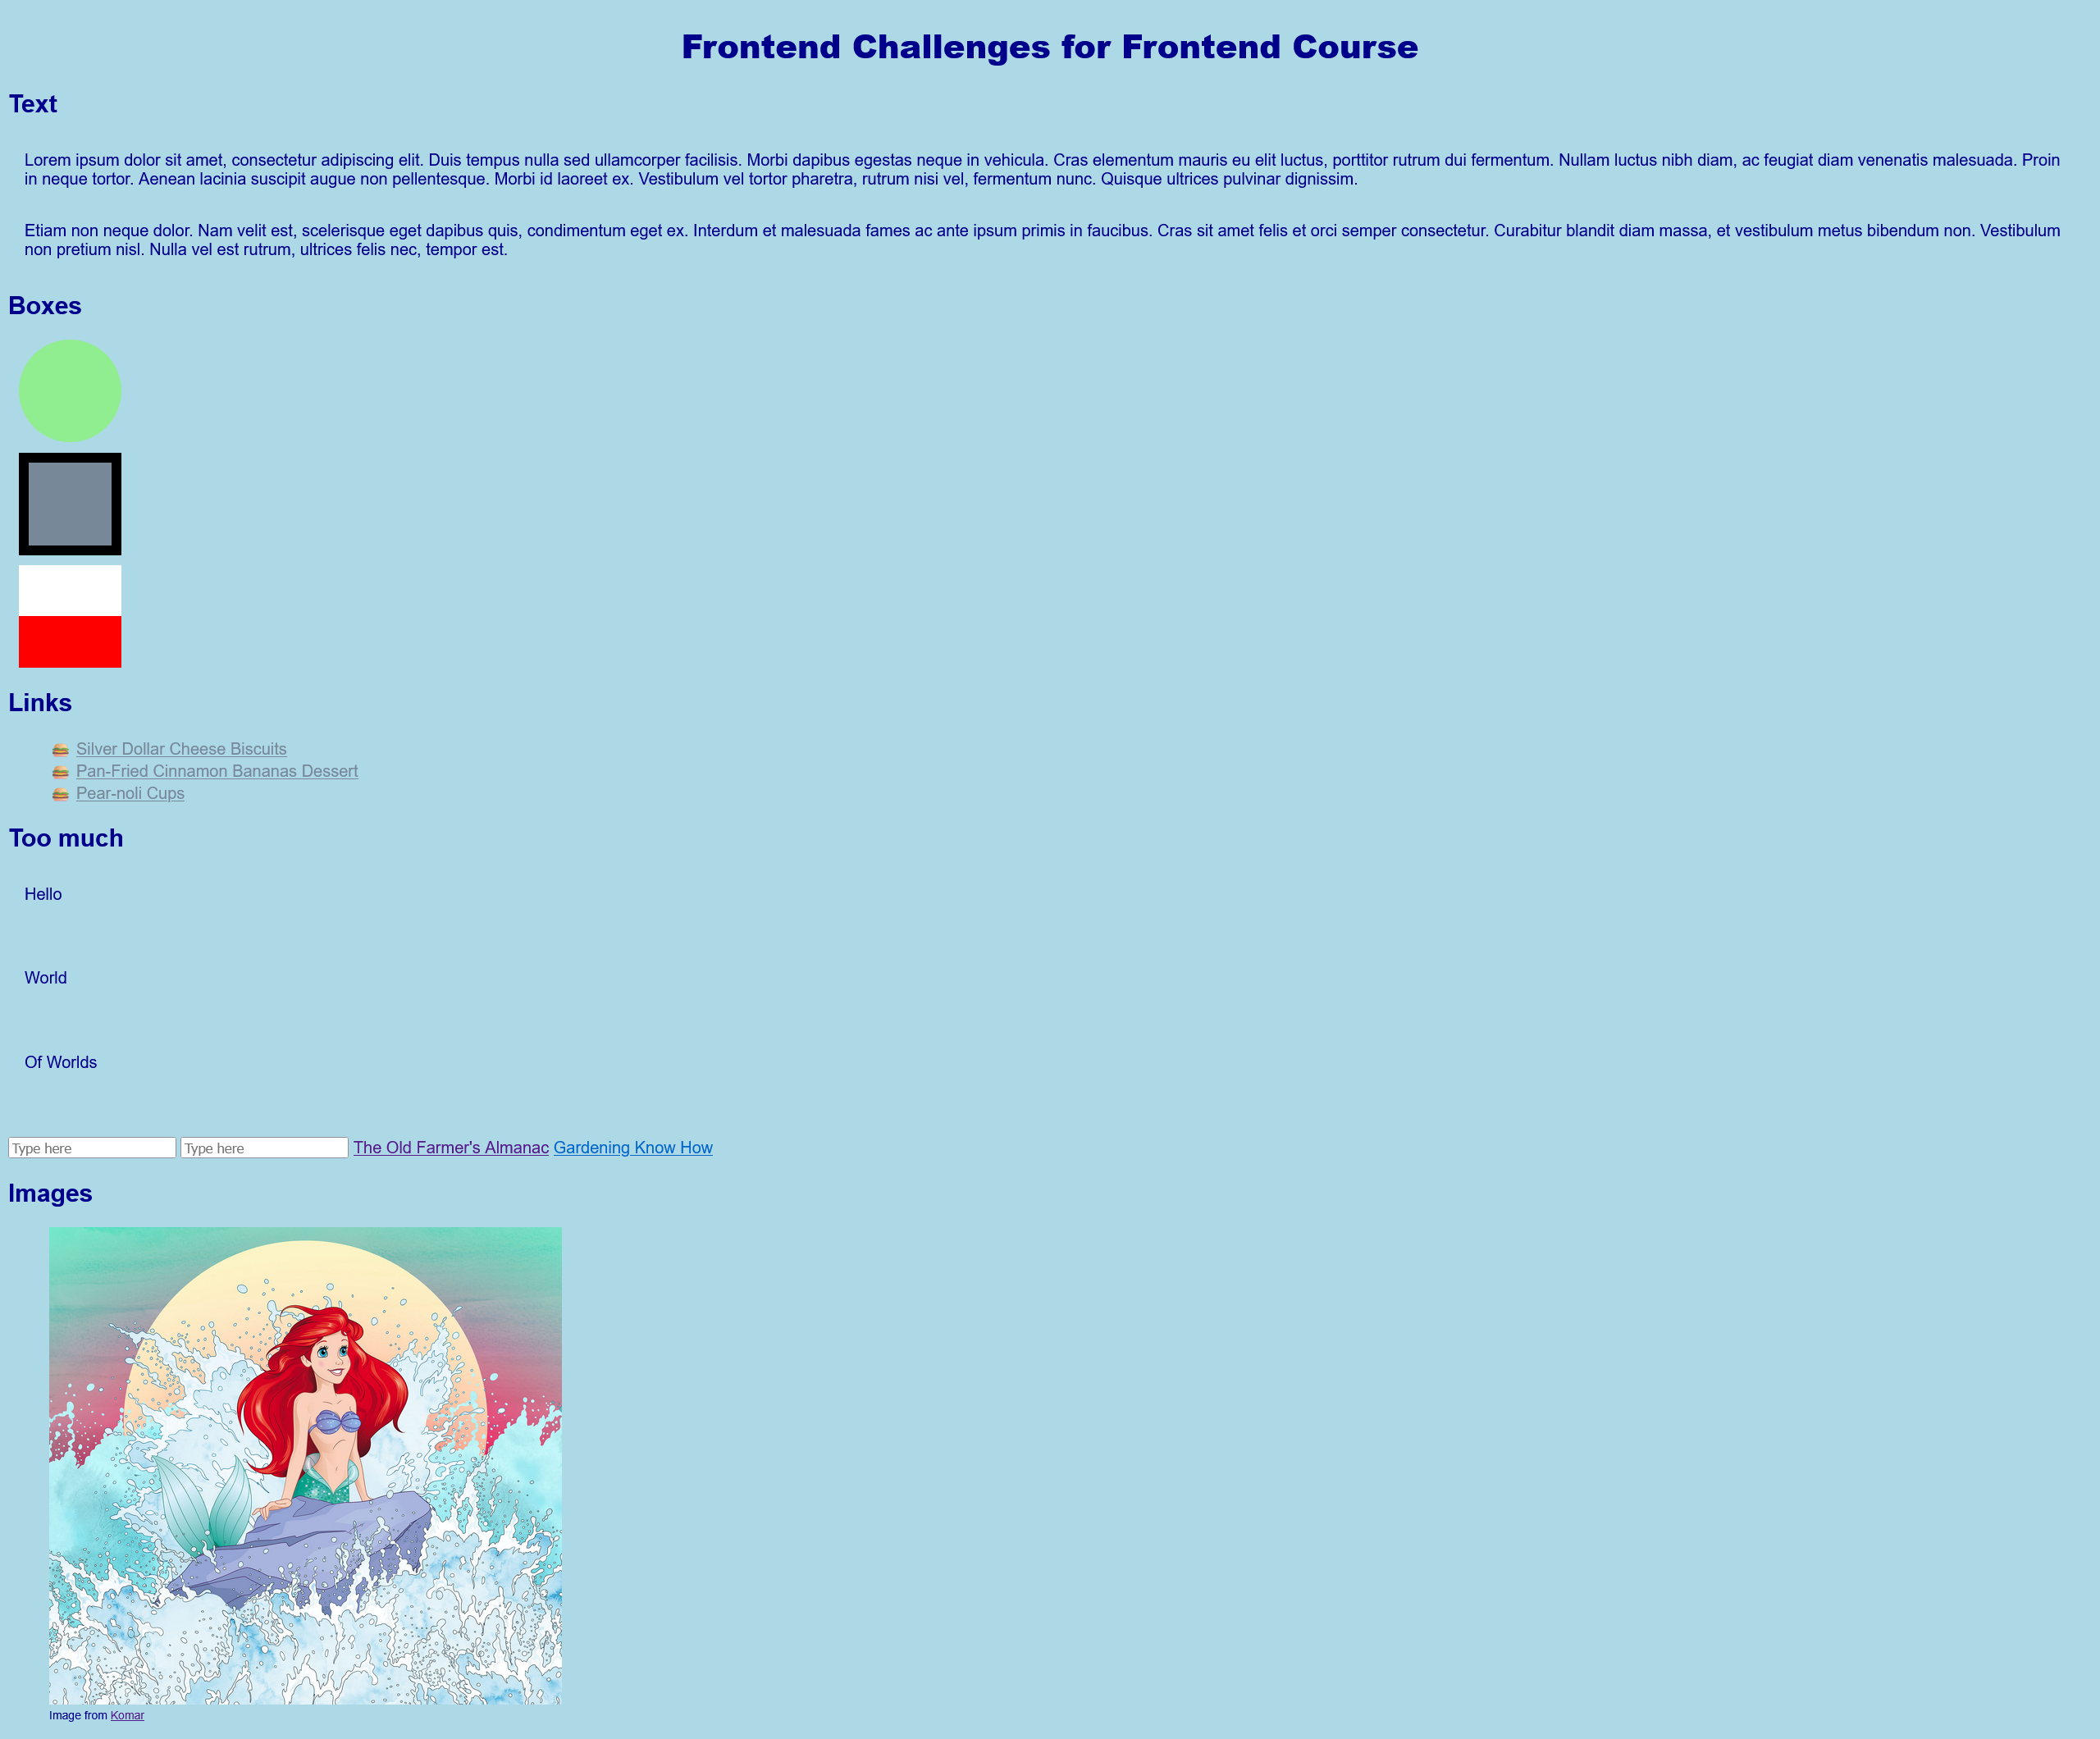 Frontend Challenges for Frontend Course
Text
Lorem ipsum dolor sit amet, consectetur adipiscing elit. Duis tempus nulla sed ullamcorper facilisis. Morbi dapibus egestas neque in vehicula. Cras elementum mauris eu elit luctus, porttitor rutrum dui fermentum. Nullam luctus nibh diam, ac feugiat diam venenatis malesuada. Proin
in neque tortor. Aenean lacinia suscipit augue non pellentesque. Morbi id laoreet ex. Vestibulum vel tortor pharetra, rutrum nisi vel, fermentum nunc. Quisque ultrices pulvinar dignissim.
Etiam non neque dolor. Nam velit est, scelerisque eget dapibus quis, condimentum eget ex. Interdum et malesuada fames ac ante ipsum primis in faucibus. Cras sit amet felis et orci semper consectetur. Curabitur blandit diam massa, et vestibulum metus bibendum non. Vestibulum
non pretium nisl. Nulla vel est rutrum, ultrices felis nec, tempor est.
Boxes
Links
Silver Dollar Cheese Biscuits
Pan-Fried Cinnamon Bananas Dessert
Pear-noli Cups
Too much
Hello
World
Of Worlds
Type here Type here The Old Farmer's Almanac Gardening Know How
Images
Image from Komar